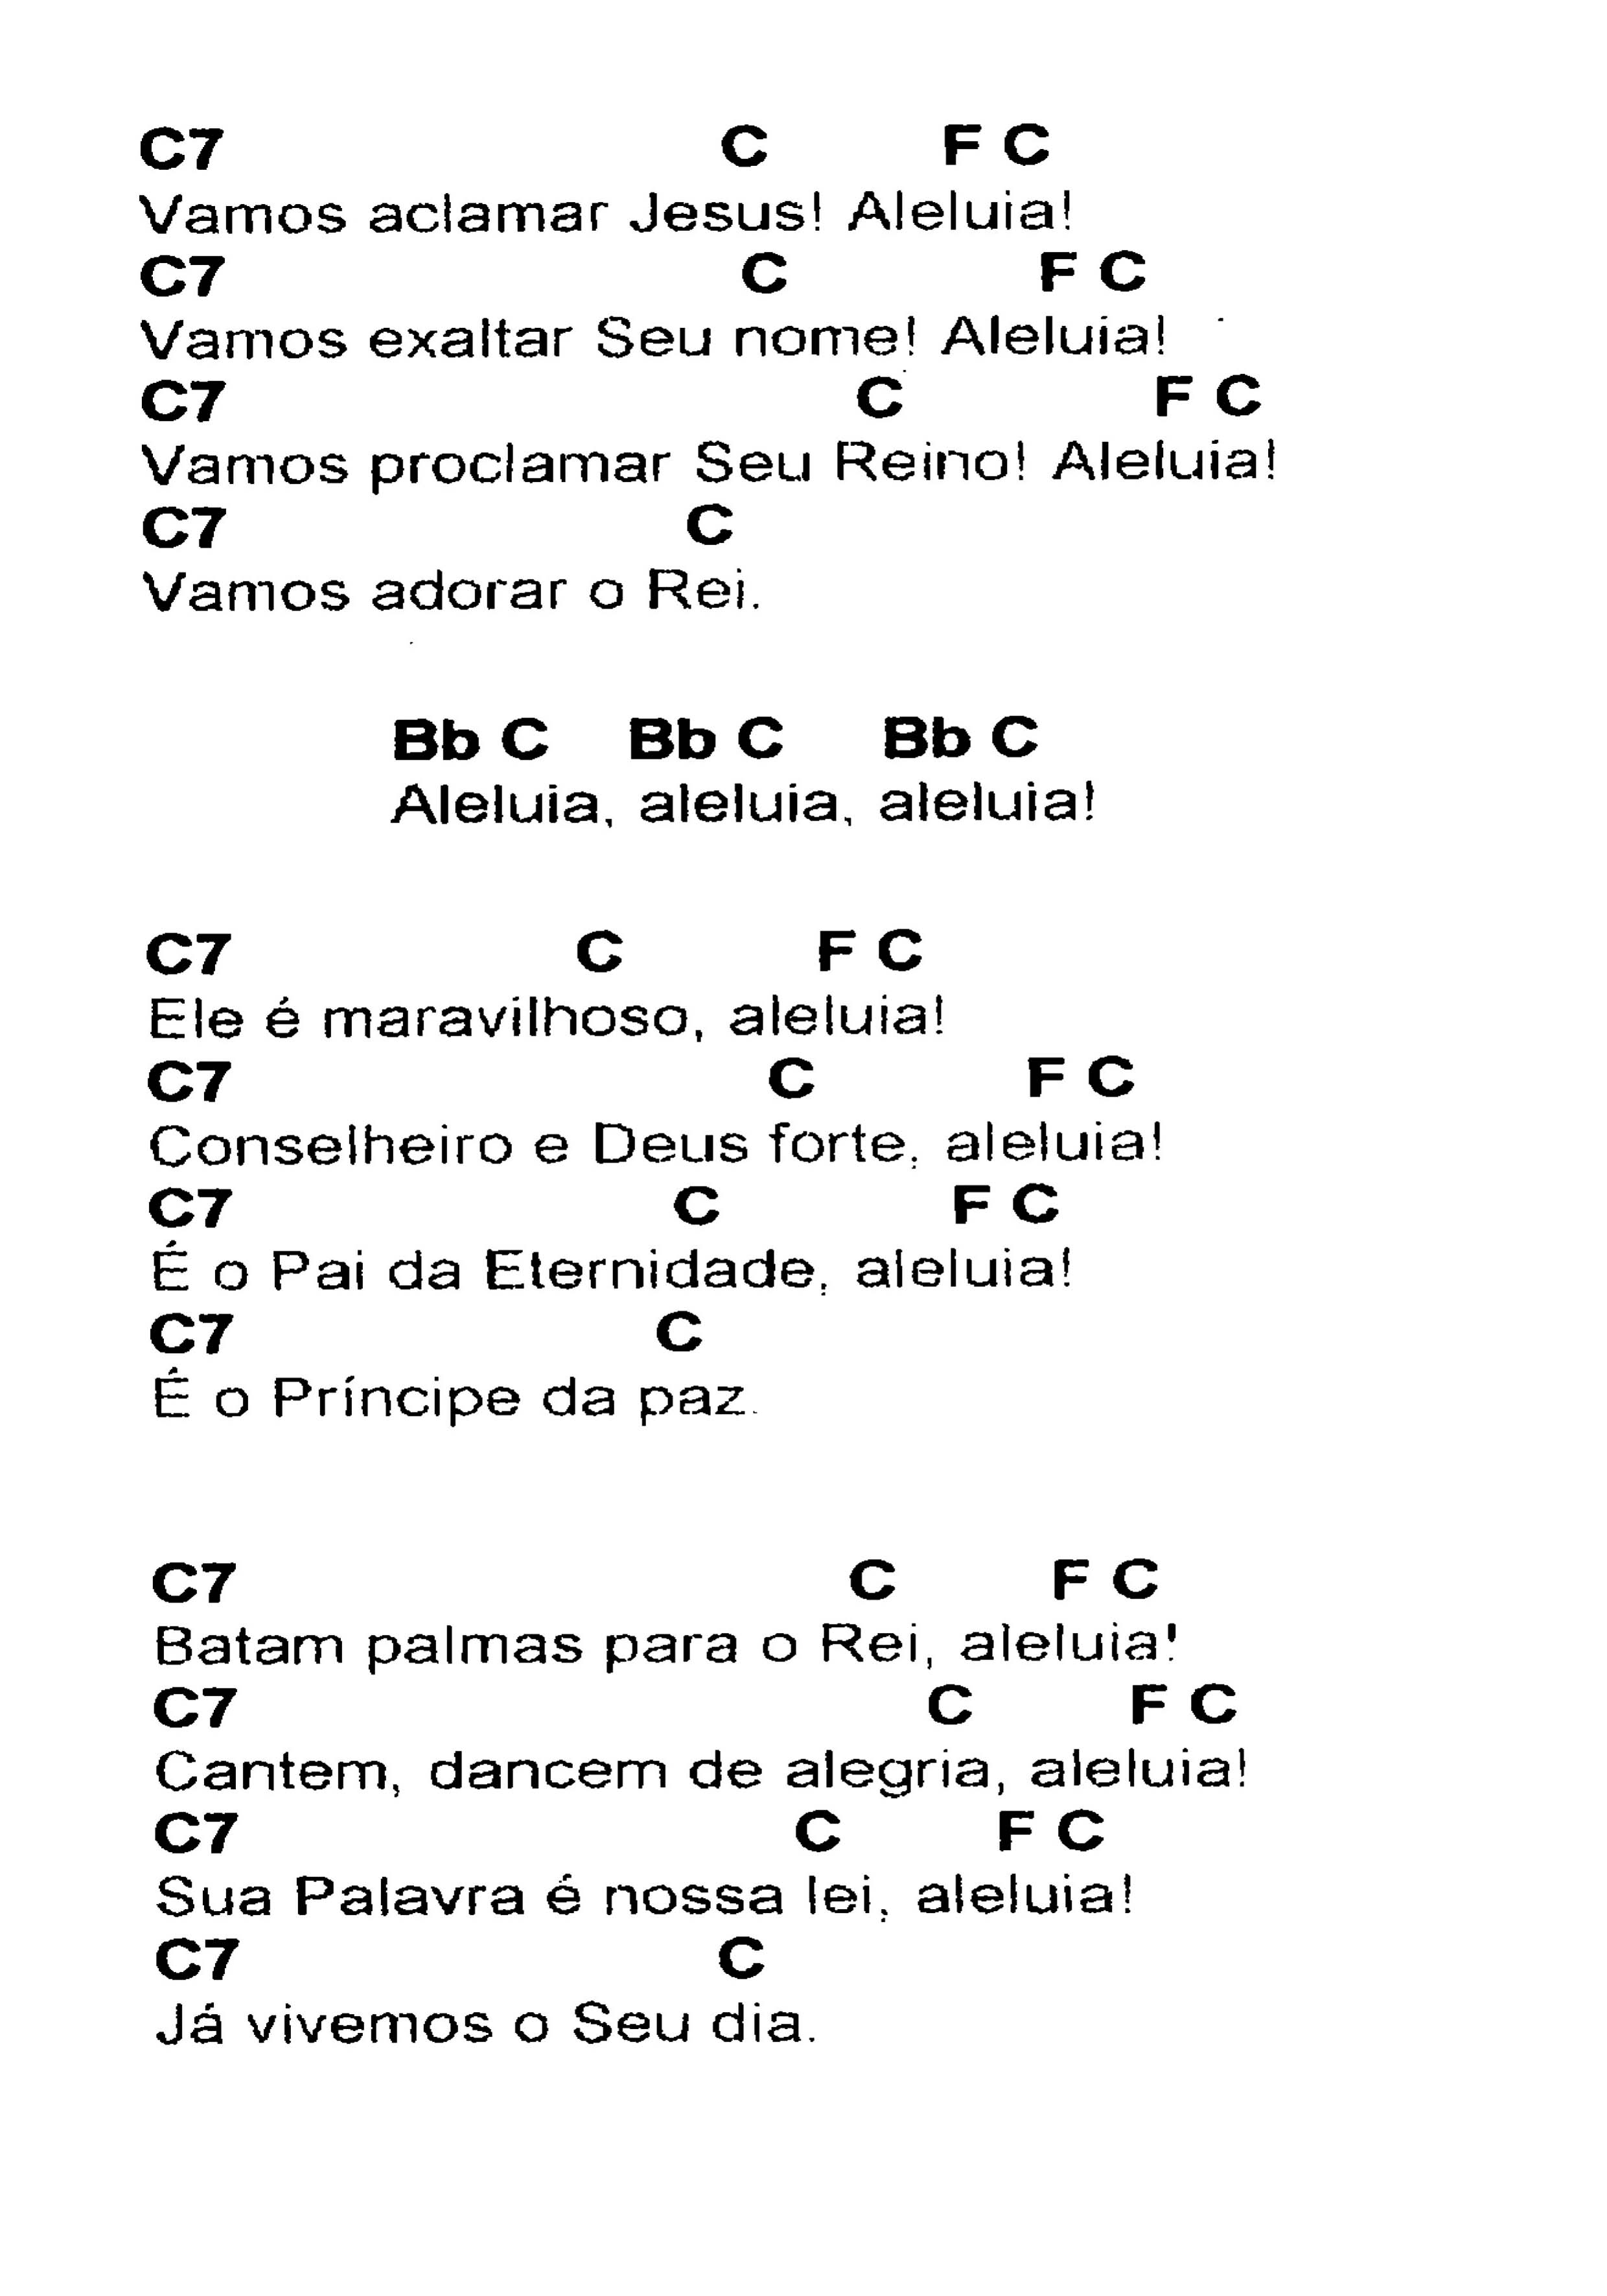 C7 C F C
Vamos aclamar Jesus! Aleluia!
C7 C F C
Vamos exaltar Seu nome! Aleluia!
C7 C F C
Vamos proclamar Seu Reino! Aleluia!
C7 C
Vamos adorar o Rei.
Bb C Bb C Bb C
Aleluia, aleluia, aleluia!
C7 C F C
Ele é maravilhoso, aleluia!
C7 C F C
Conselheiro e Deus forte, aleluia!
C7 C F C
É o Pai da Eternidade, aleluia!
C7 C
É o Príncipe da paz.
C7 C F C
Batam palmas para o Rei, aleluia!
C7 C F C
Cantem, dancem de alegria, aleluia!
C7 C F C
Sua Palavra é nossa lei, aleluia!
C7 C
Já vivemos o Seu dia.